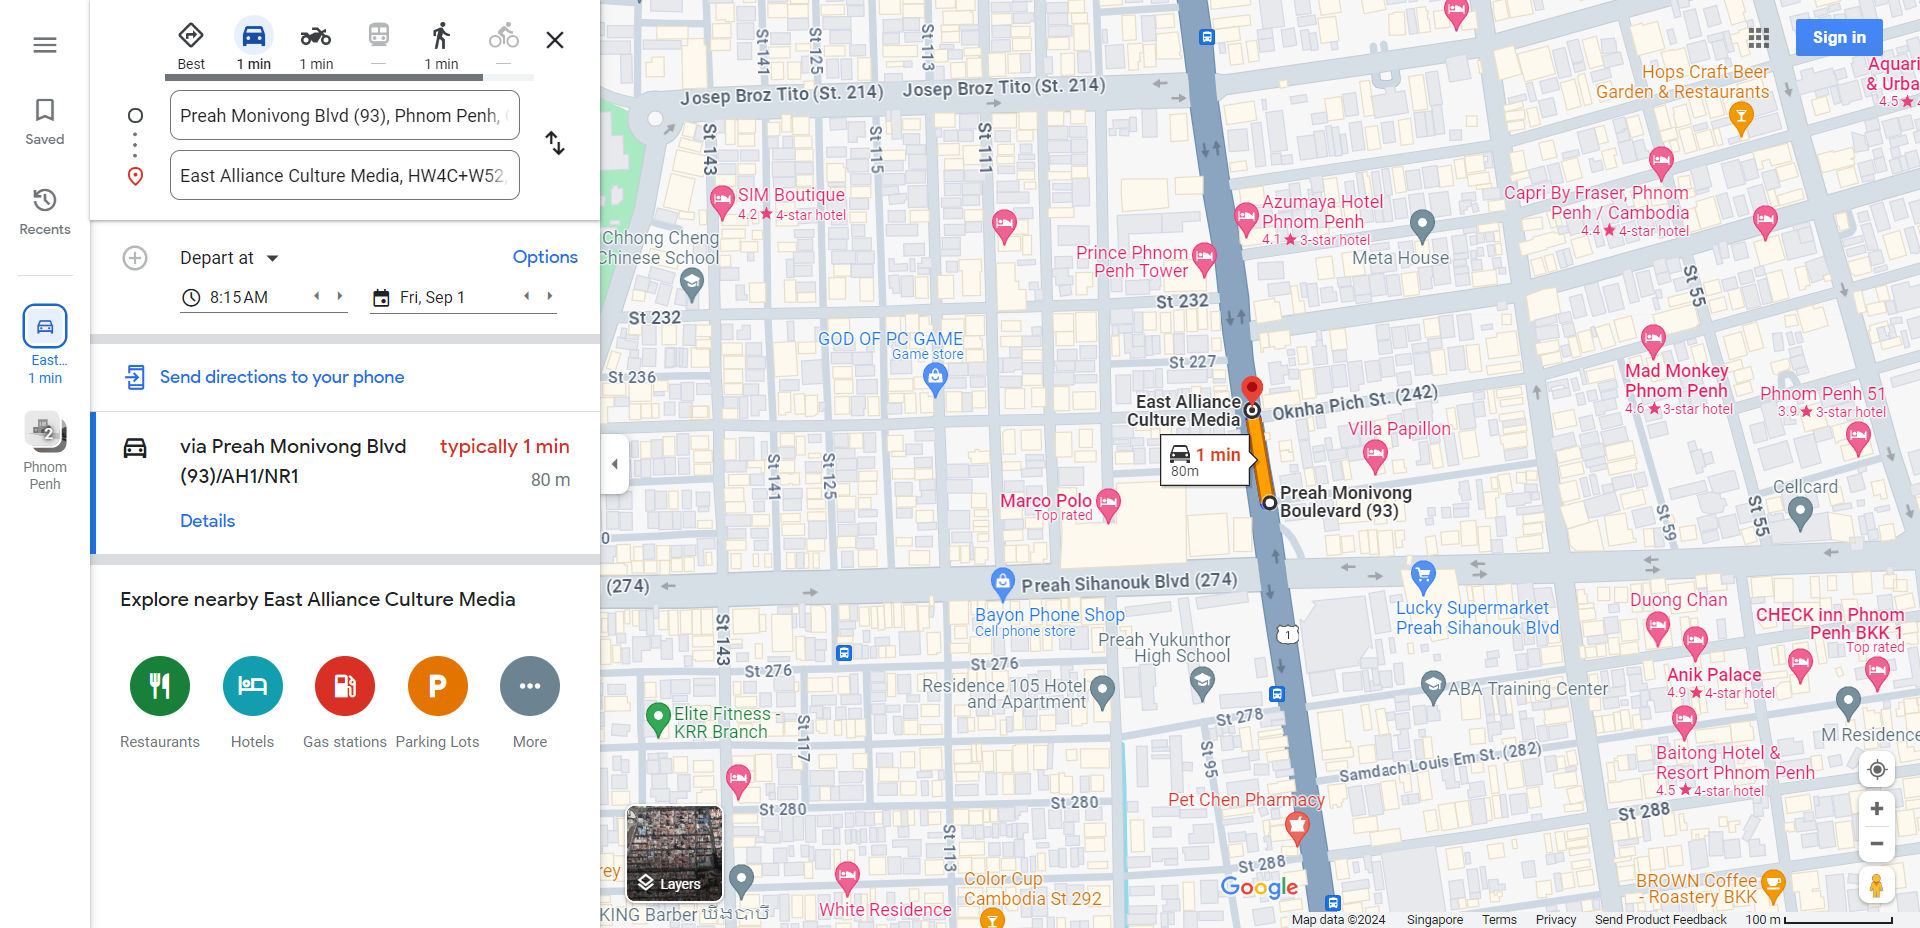 Saved
Recents
East...
1 min
2
Phnom
Penh
Best
1 min
1 min
—
1 min
—
Preah Monivong Blvd (93), Phnom Penh,
East Alliance Culture Media, HW4C+W52,
Depart at
Options
8:15 AM
Fri, Sep 1
Send directions to your phone
via Preah Monivong Blvd
(93)/AH1/NR1
typically 1 min
80 m
Details
Explore nearby East Alliance Culture Media
Restaurants
Hotels
Gas stations
P
Parking Lots
More
Sign in
St 141
St 125
St 113
Josep Broz Tito (St. 214)
Josep Broz Tito (St. 214)
Hops Craft Beer
Garden & Restaurants
Aquari
& Urba
4.5 ★
St 143
St 115
St 111
SIM Boutique
4.2 ★ 4-star hotel
Azumaya Hotel
Phnom Penh
4.1 ★ 3-star hotel
Capri By Fraser, Phnom
Penh / Cambodia
4.4 ★ 4-star hotel
Chhong Cheng
Chinese School
Prince Phnom
Penh Tower
Meta House
St 232
St 232
St 55
GOD OF PC GAME
Game store
St 227
St 236
Mad Monkey
Phnom Penh
4.6 ★ 3-star hotel
Phnom Penh 51
3.9 ★ 3-star hotel
East Alliance
Culture Media
Oknha Pich St. (242)
Villa Papillon
1 min
80m
St 141
St 125
Marco Polo
Top rated
Preah Monivong
Boulevard (93)
Cellcard
St 59
St 55
0
(274)
Preah Sihanouk Blvd (274)
Bayon Phone Shop
Cell phone store
Lucky Supermarket
Preah Sihanouk Blvd
Duong Chan
CHECK inn Phnom
Penh BKK 1
Top rated
St 143
1
Preah Yukunthor
High School
St 276
St 276
Residence 105 Hotel
and Apartment
ABA Training Center
Anik Palace
4.9 ★ 4-star hotel
Elite Fitness -
KRR Branch
St 117
St 278
St 95
M Residence
Samdach Louis Em St. (282)
Baitong Hotel &
Resort Phnom Penh
4.5 ★ 4-star hotel
St 280
St 280
Pet Chen Pharmacy
St 288
St 113
St 288
Layers
rey
Color Cup
Cambodia St 292
Google
BROWN Coffee
- Roastery BKK
KING Barber ឃីងបាបី
White Residence
Map data ©2024
Singapore
Terms
Privacy
Send Product Feedback
100 m